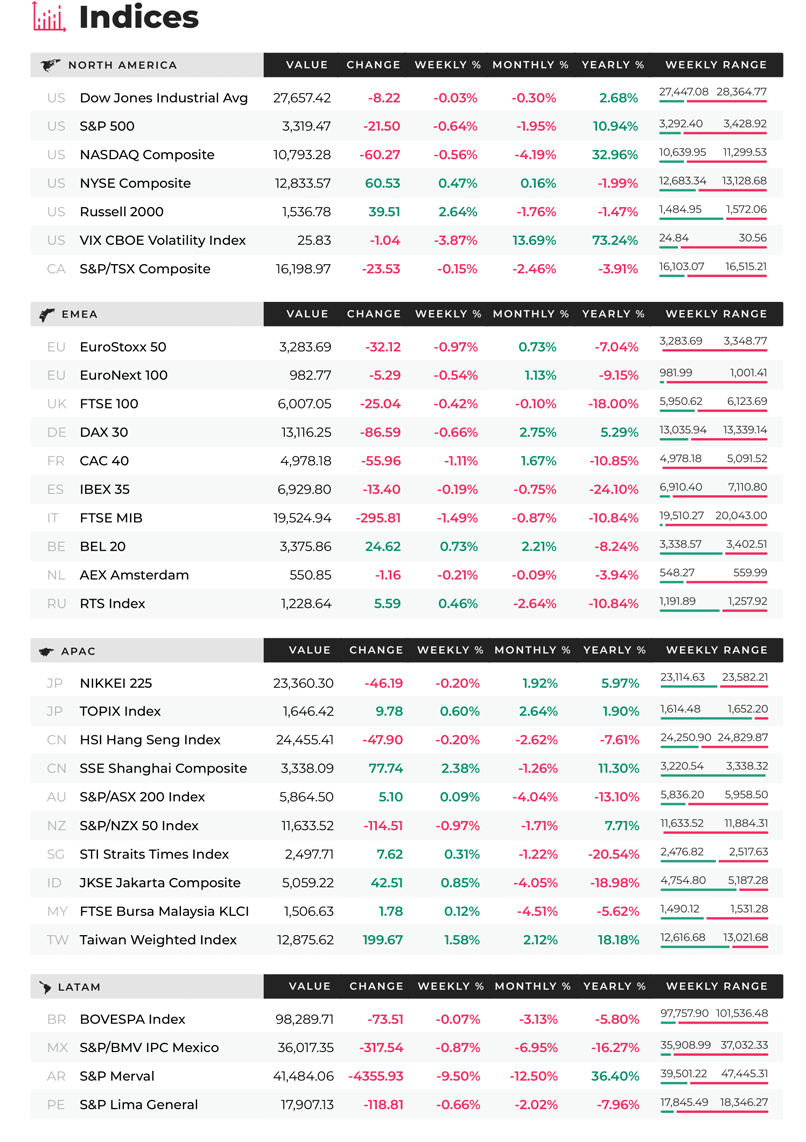 Indices
NORTH AMERICA VALUE CHANGE WEEKLY % MONTHLY % YEARLY % WEEKLY RANGE
US Dow Jones Industrial Avg 27,657.42 -8.22 -0.03% -0.30% 2.68% 27,447.08 28,364.77
US S&P 500 3,319.47 -21.50 -0.64% -1.95% 10.94% 3,292.40 3,428.92
US NASDAQ Composite 10,793.28 -60.27 -0.56% -4.19% 32.96% 10,639.95 11,299.53
US NYSE Composite 12,833.57 60.53 0.47% 0.16% -1.99% 12,683.34 13,128.68
US Russell 2000 1,536.78 39.51 2.64% -1.76% -1.47% 1,484.95 1,572.06
US VIX CBOE Volatility Index 25.83 -1.04 -3.87% 13.69% 73.24% 24.84 30.56
CA S&P/TSX Composite 16,198.97 -23.53 -0.15% -2.46% -3.91% 16,103.07 16,515.21
EMEA VALUE CHANGE WEEKLY % MONTHLY % YEARLY % WEEKLY RANGE
EU EuroStoxx 50 3,283.69 -32.12 -0.97% 0.73% -7.04% 3,283.69 3,348.77
EU EuroNext 100 982.77 -5.29 -0.54% 1.13% -9.15% 981.99 1,001.41
UK FTSE 100 6,007.05 -25.04 -0.42% -0.10% -18.00% 5,950.62 6,123.69
DE DAX 30 13,116.25 -86.59 -0.66% 2.75% 5.29% 13,035.94 13,339.14
FR CAC 40 4,978.18 -55.96 -1.11% 1.67% -10.85% 4,978.18 5,091.52
ES IBEX 35 6,929.80 -13.40 -0.19% -0.75% -24.10% 6,910.40 7,110.80
IT FTSE MIB 19,524.94 -295.81 -1.49% -0.87% -10.84% 19,510.27 20,043.00
BE BEL 20 3,375.86 24.62 0.73% 2.21% -8.24% 3,338.57 3,402.51
NL AEX Amsterdam 550.85 -1.16 -0.21% -0.09% -3.94% 548.27 559.99
RU RTS Index 1,228.64 5.59 0.46% -2.64% -10.84% 1,191.89 1,257.92
APAC VALUE CHANGE WEEKLY % MONTHLY % YEARLY % WEEKLY RANGE
JP NIKKEI 225 23,360.30 -46.19 -0.20% 1.92% 5.97% 23,114.63 23,582.21
JP TOPIX Index 1,646.42 9.78 0.60% 2.64% 1.90% 1,614.48 1,652.20
CN HSI Hang Seng Index 24,455.41 -47.90 -0.20% -2.62% -7.61% 24,250.90 24,829.87
CN SSE Shanghai Composite 3,338.09 77.74 2.38% -1.26% 11.30% 3,220.54 3,338.32
AU S&P/ASX 200 Index 5,864.50 5.10 0.09% -4.04% -13.10% 5,836.20 5,958.50
NZ S&P/NZX 50 Index 11,633.52 -114.51 -0.97% -1.71% 7.71% 11,633.52 11,884.31
SG STI Straits Times Index 2,497.71 7.62 0.31% -1.22% -20.54% 2,476.82 2,517.63
ID JKSE Jakarta Composite 5,059.22 42.51 0.85% -4.05% -18.98% 4,754.80 5,187.28
MY FTSE Bursa Malaysia KLCI 1,506.63 1.78 0.12% -4.51% -5.62% 1,490.12 1,531.28
TW Taiwan Weighted Index 12,875.62 199.67 1.58% 2.12% 18.18% 12,616.68 13,021.68
LATAM VALUE CHANGE WEEKLY % MONTHLY % YEARLY % WEEKLY RANGE
BR BOVESPA Index 98,289.71 -73.51 -0.07% -3.13% -5.80% 97,757.90 101,536.48
MX S&P/BMV IPC Mexico 36,017.35 -317.54 -0.87% -6.95% -16.27% 35,908.99 37,032.33
AR S&P Merval 41,484.06 -4355.93 -9.50% -12.50% 36.40% 39,501.22 47,445.31
PE S&P Lima General 17,907.13 -118.81 -0.66% -2.02% -7.96% 17,845.49 18,346.27